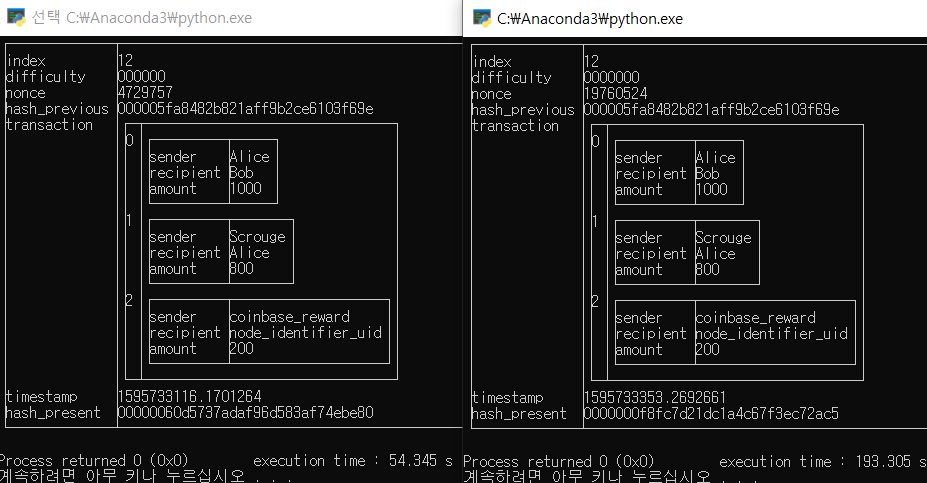 선택 C:₩Anaconda3₩python.exe
index 12
difficulty 000000
nonce 4729757
hash_previous 000005fa8482b821aff9b2ce6103f69e
transaction
0
sender Alice
recipient Bob
amount 1000
1
sender Scrouge
recipient Alice
amount 800
2
sender coinbase_reward
recipient node_identifier_uid
amount 200
timestamp 1595733116.1701264
hash_present 00000060d5737adaf96d583af74ebe80
Process returned 0 (0x0) execution time : 54.345 s
계속하려면 아무 키나 누르십시오 . . .
C:₩Anaconda3₩python.exe
index 12
difficulty 0000000
nonce 19760524
hash_previous 000005fa8482b821aff9b2ce6103f69e
transaction
0
sender Alice
recipient Bob
amount 1000
1
sender Scrouge
recipient Alice
amount 800
2
sender coinbase_reward
recipient node_identifier_uid
amount 200
timestamp 1595733353.2692661
hash_present 0000000f8fc7d21dc1a4c67f3ec72ac5
Process returned 0 (0x0) execution time : 193.305 s
계속하려면 아무 키나 누르십시오 . . .